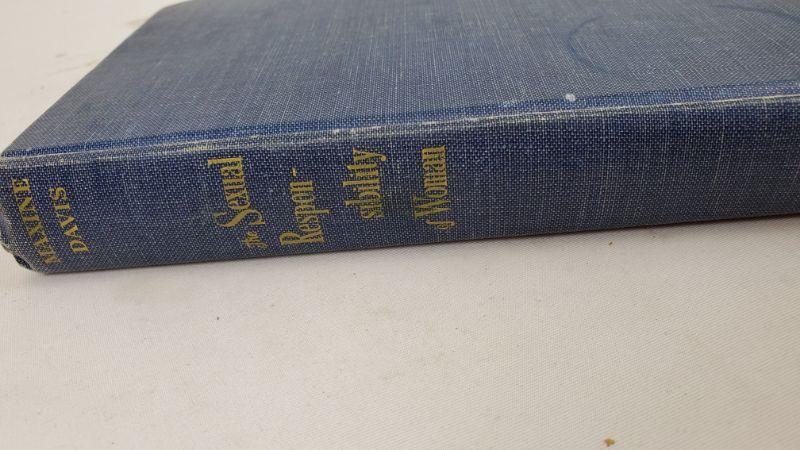 MAXINE
DAVIS
The Sexual
Respon-
sibility
of Woman